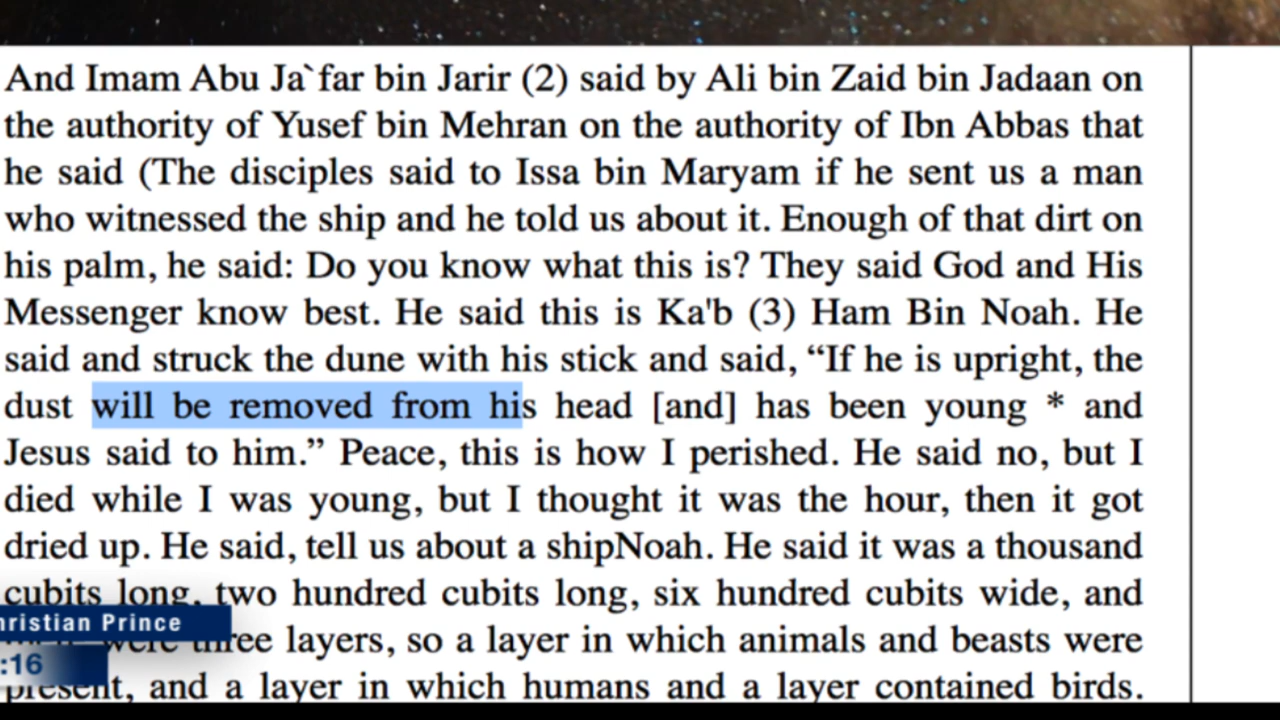 And Imam Abu Ja`far bin Jarir (2) said by Ali bin Zaid bin Jadaan on
the authority of Yusef bin Mehran on the authority of Ibn Abbas that
he said (The disciples said to Issa bin Maryam if he sent us a man
who witnessed the ship and he told us about it. Enough of that dirt on
his palm, he said: Do you know what this is? They said God and His
Messenger know best. He said this is Ka'b (3) Ham Bin Noah. He
said and struck the dune with his stick and said, “If he is upright, the
dust will be removed from his head [and] has been young * and
Jesus said to him.” Peace, this is how I perished. He said no, but I
died while I was young, but I thought it was the hour, then it got
dried up. He said, tell us about a shipNoah. He said it was a thousand
cubits long, two hundred cubits long, six hundred cubits wide, and
hristian Prince
were three layers, so a layer in which animals and beasts were
:16
present, and a layer in which humans and a layer contained birds.